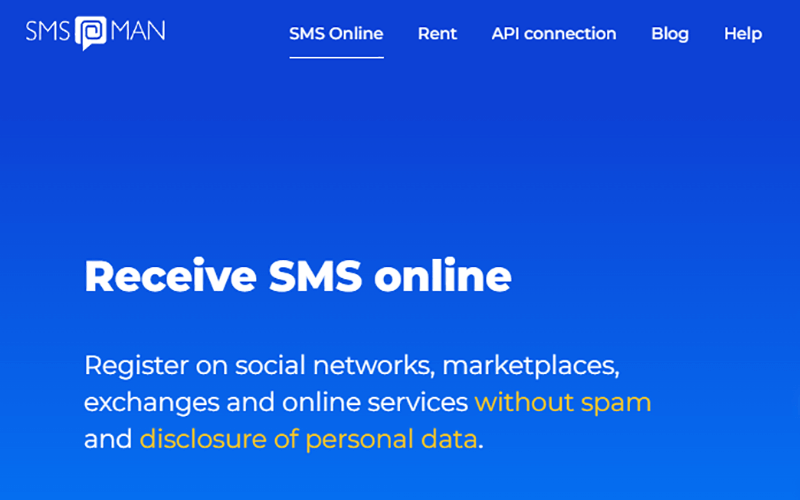 SMS MAN
SMS Online Rent API connection Blog Help
Receive SMS online
Register on social networks, marketplaces,
exchanges and online services without spam
and disclosure of personal data.